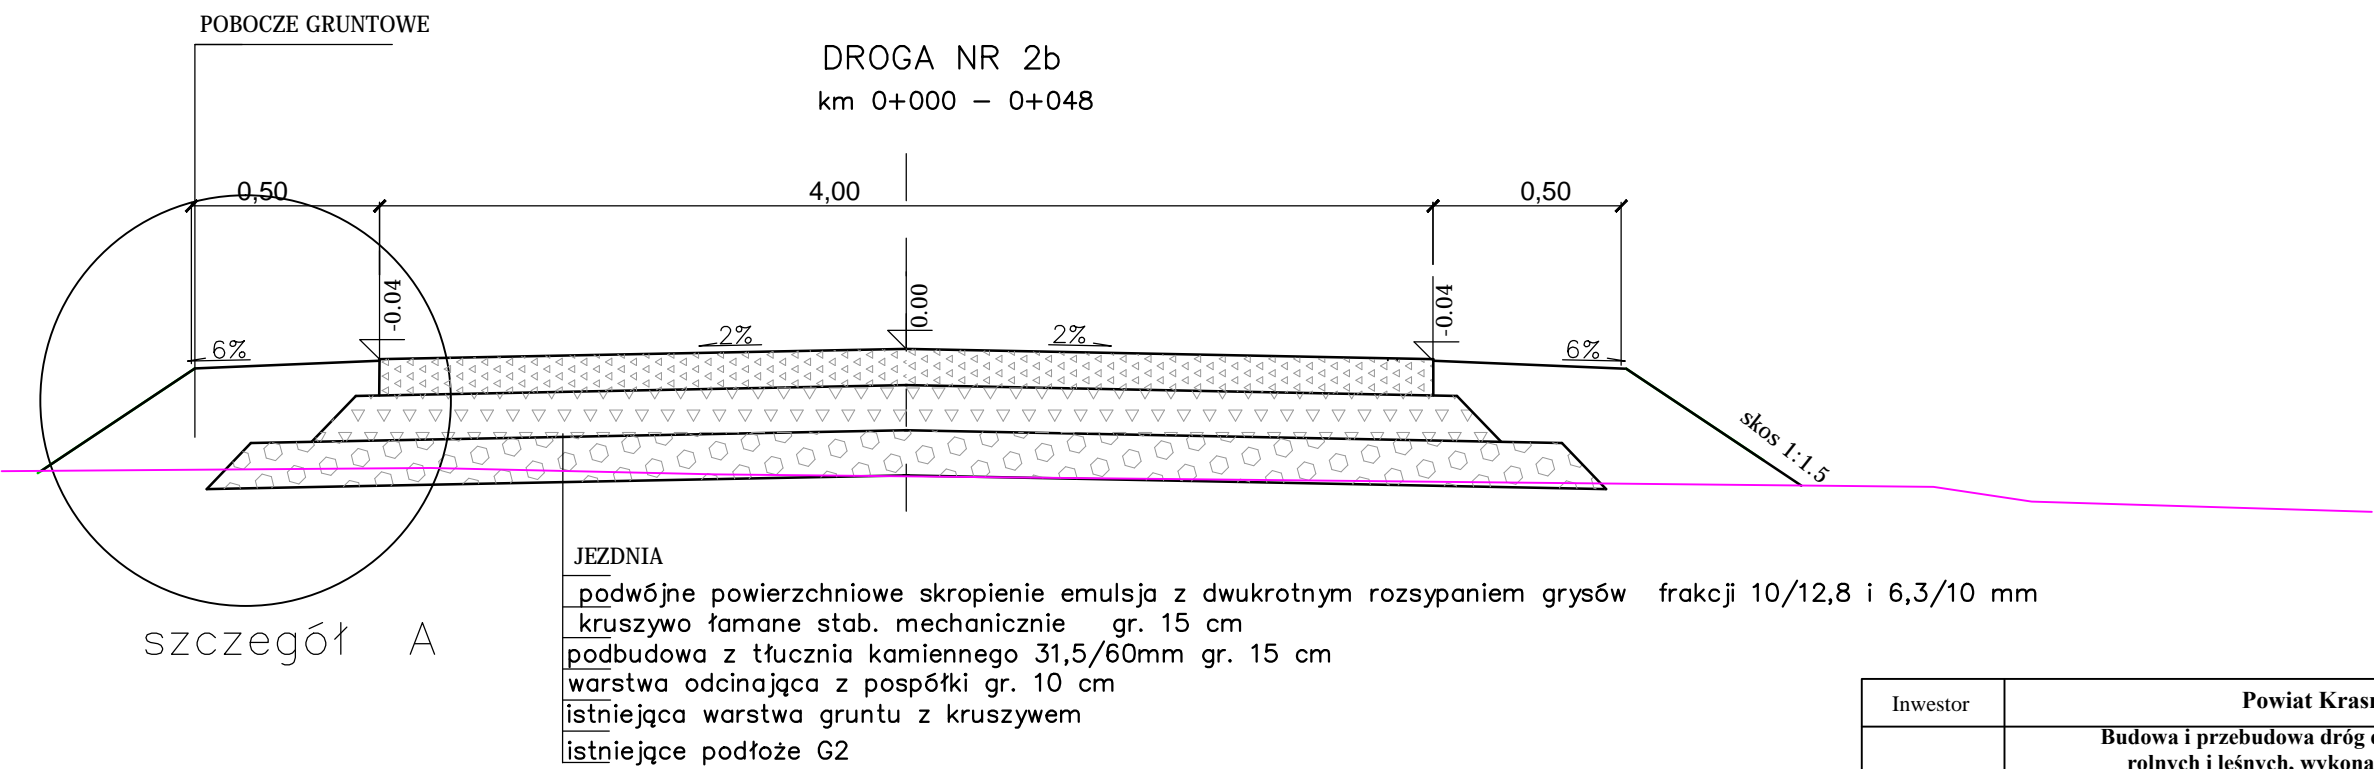 POBOCZE GRUNTOWE
DROGA NR 2b
km 0+000 – 0+048
0,50
4,00
0,50
-0.04
0.00
-0.04
6%
2%
2%
6%
skos 1:1.5
szczegół A
JEZDNIA
podwójne powierzchniowe skropienie emulsja z dwukrotnym rozsypaniem grysów frakcji 10/12,8 i 6,3/10 mm
kruszywo łamane stab. mechanicznie gr. 15 cm
podbudowa z tłucznia kamiennego 31,5/60mm gr. 15 cm
warstwa odcinająca z pospółki gr. 10 cm
istniejąca warstwa gruntu z kruszywem
istniejące podłoże G2
Inwestor
Powiat Kras
Budowa i przebudowa dróg
rolnych i leśnych, wykona